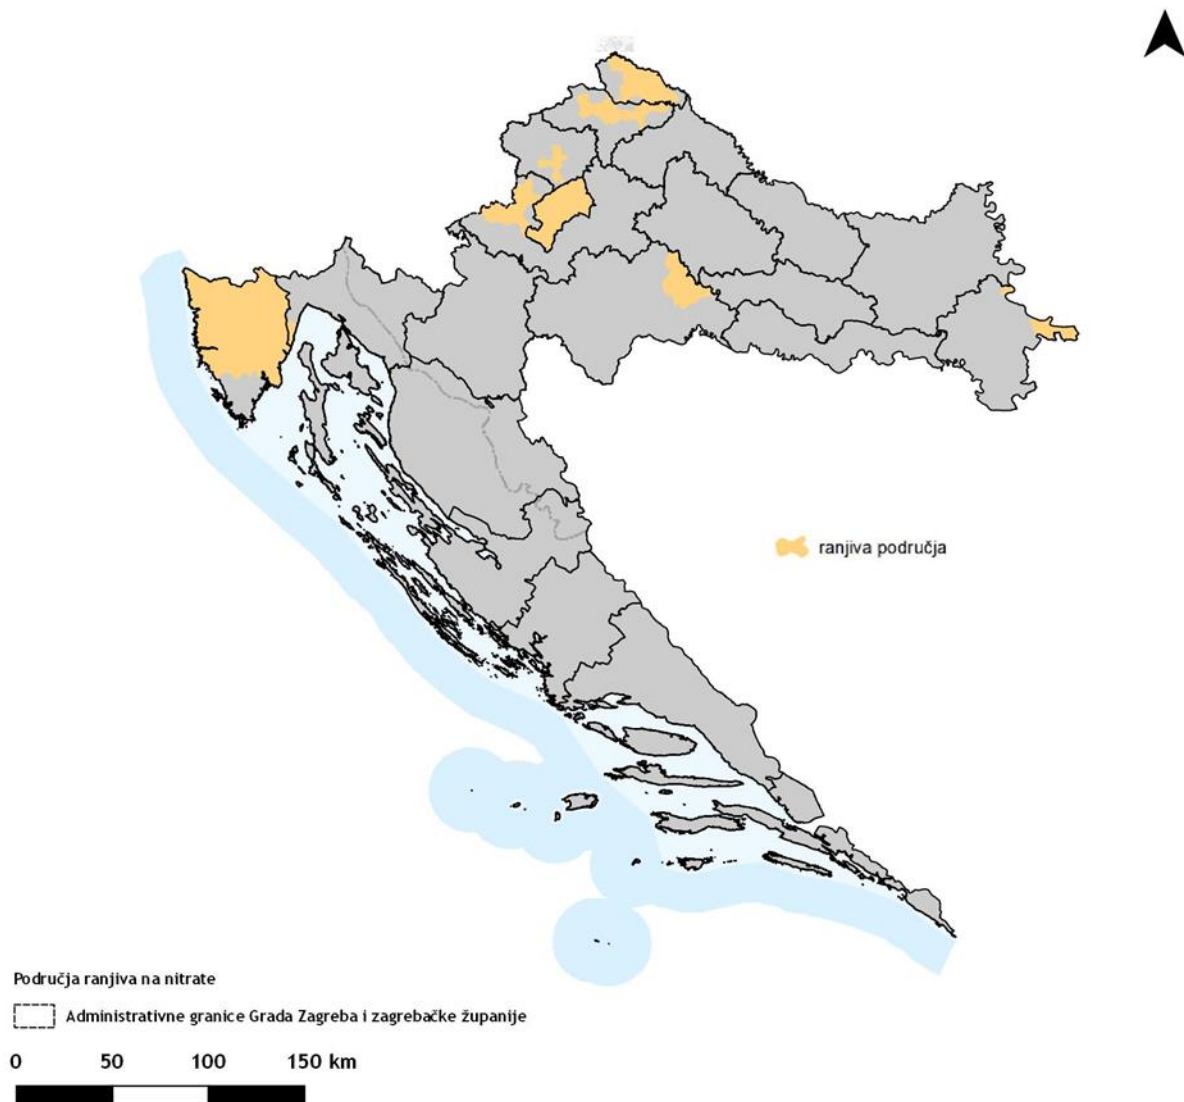 ranjiva područja
Područja ranjiva na nitrate
Administrativne granice Grada Zagreba i zagrebačke županije
0 50 100 150 km